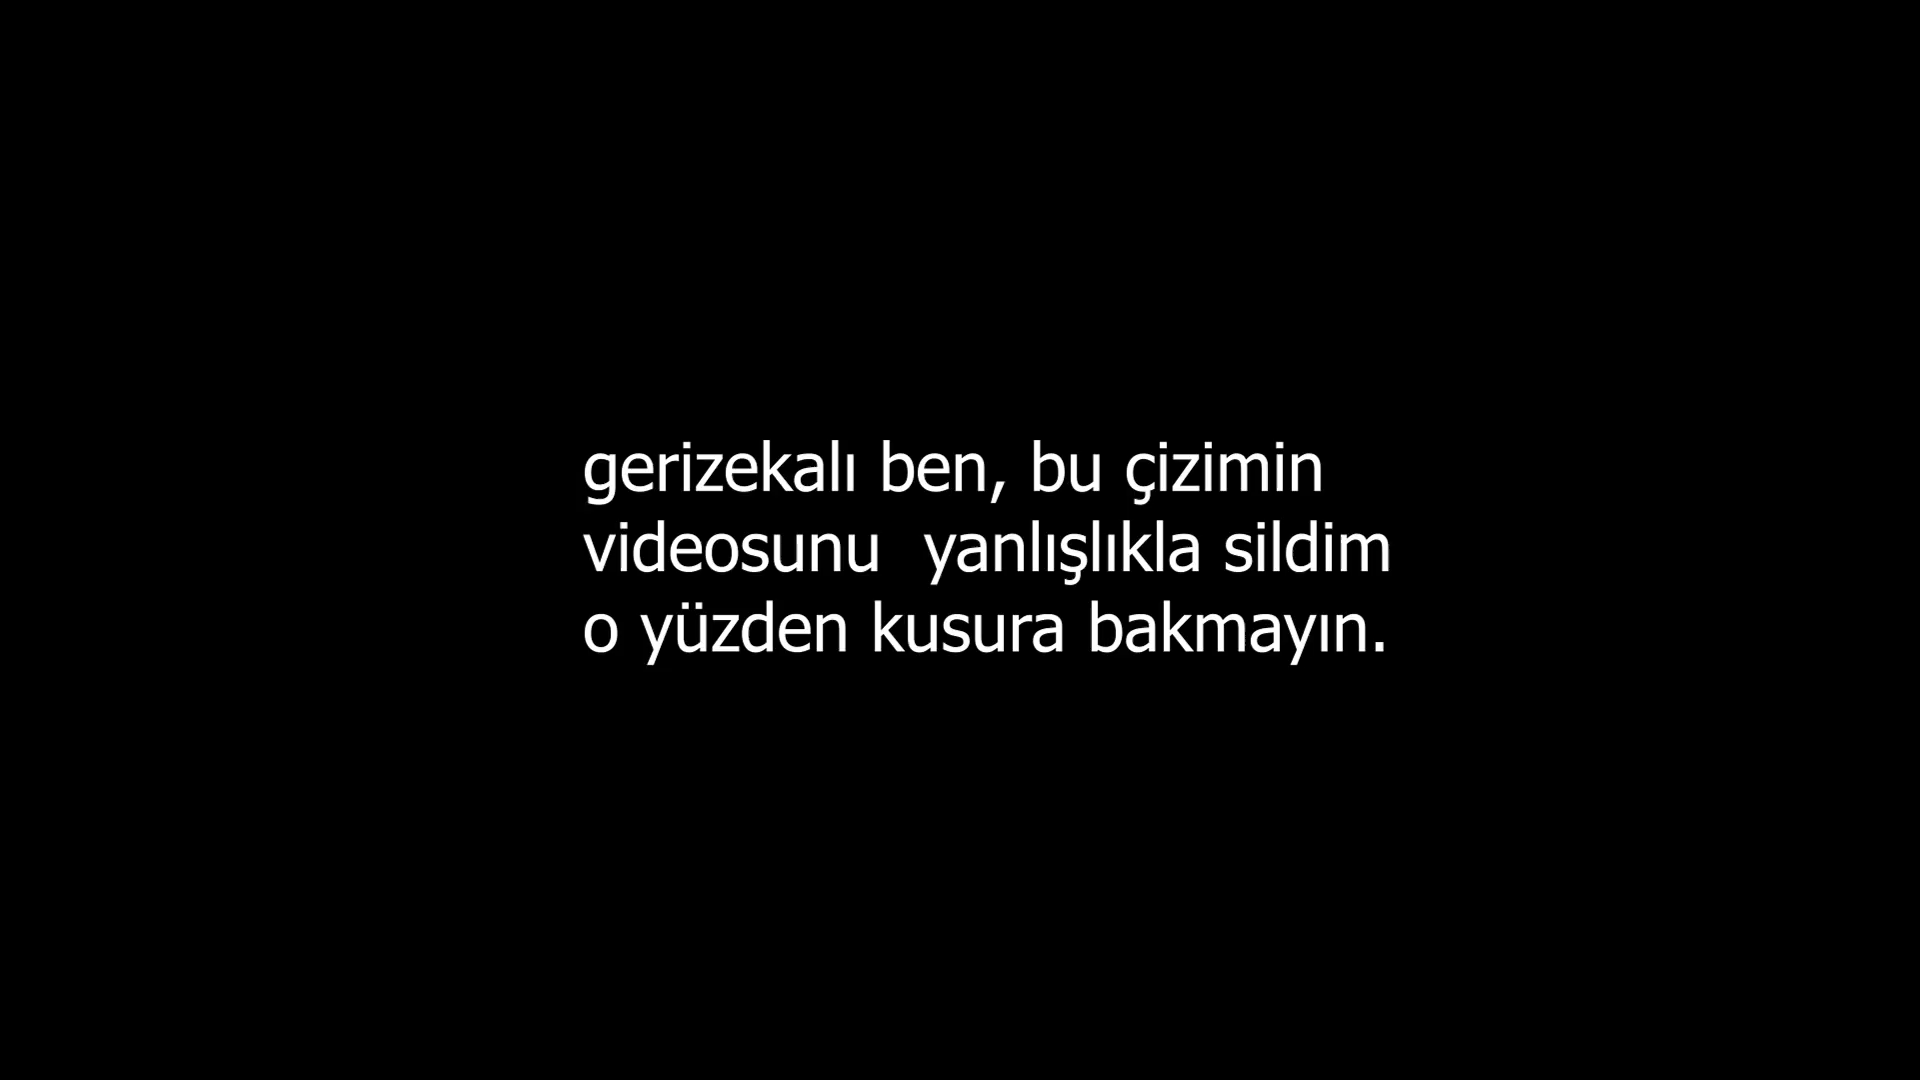 gerizekalı ben, bu çizimin
videosunu  yanlışlıkla sildim
o yüzden kusura bakmayın.